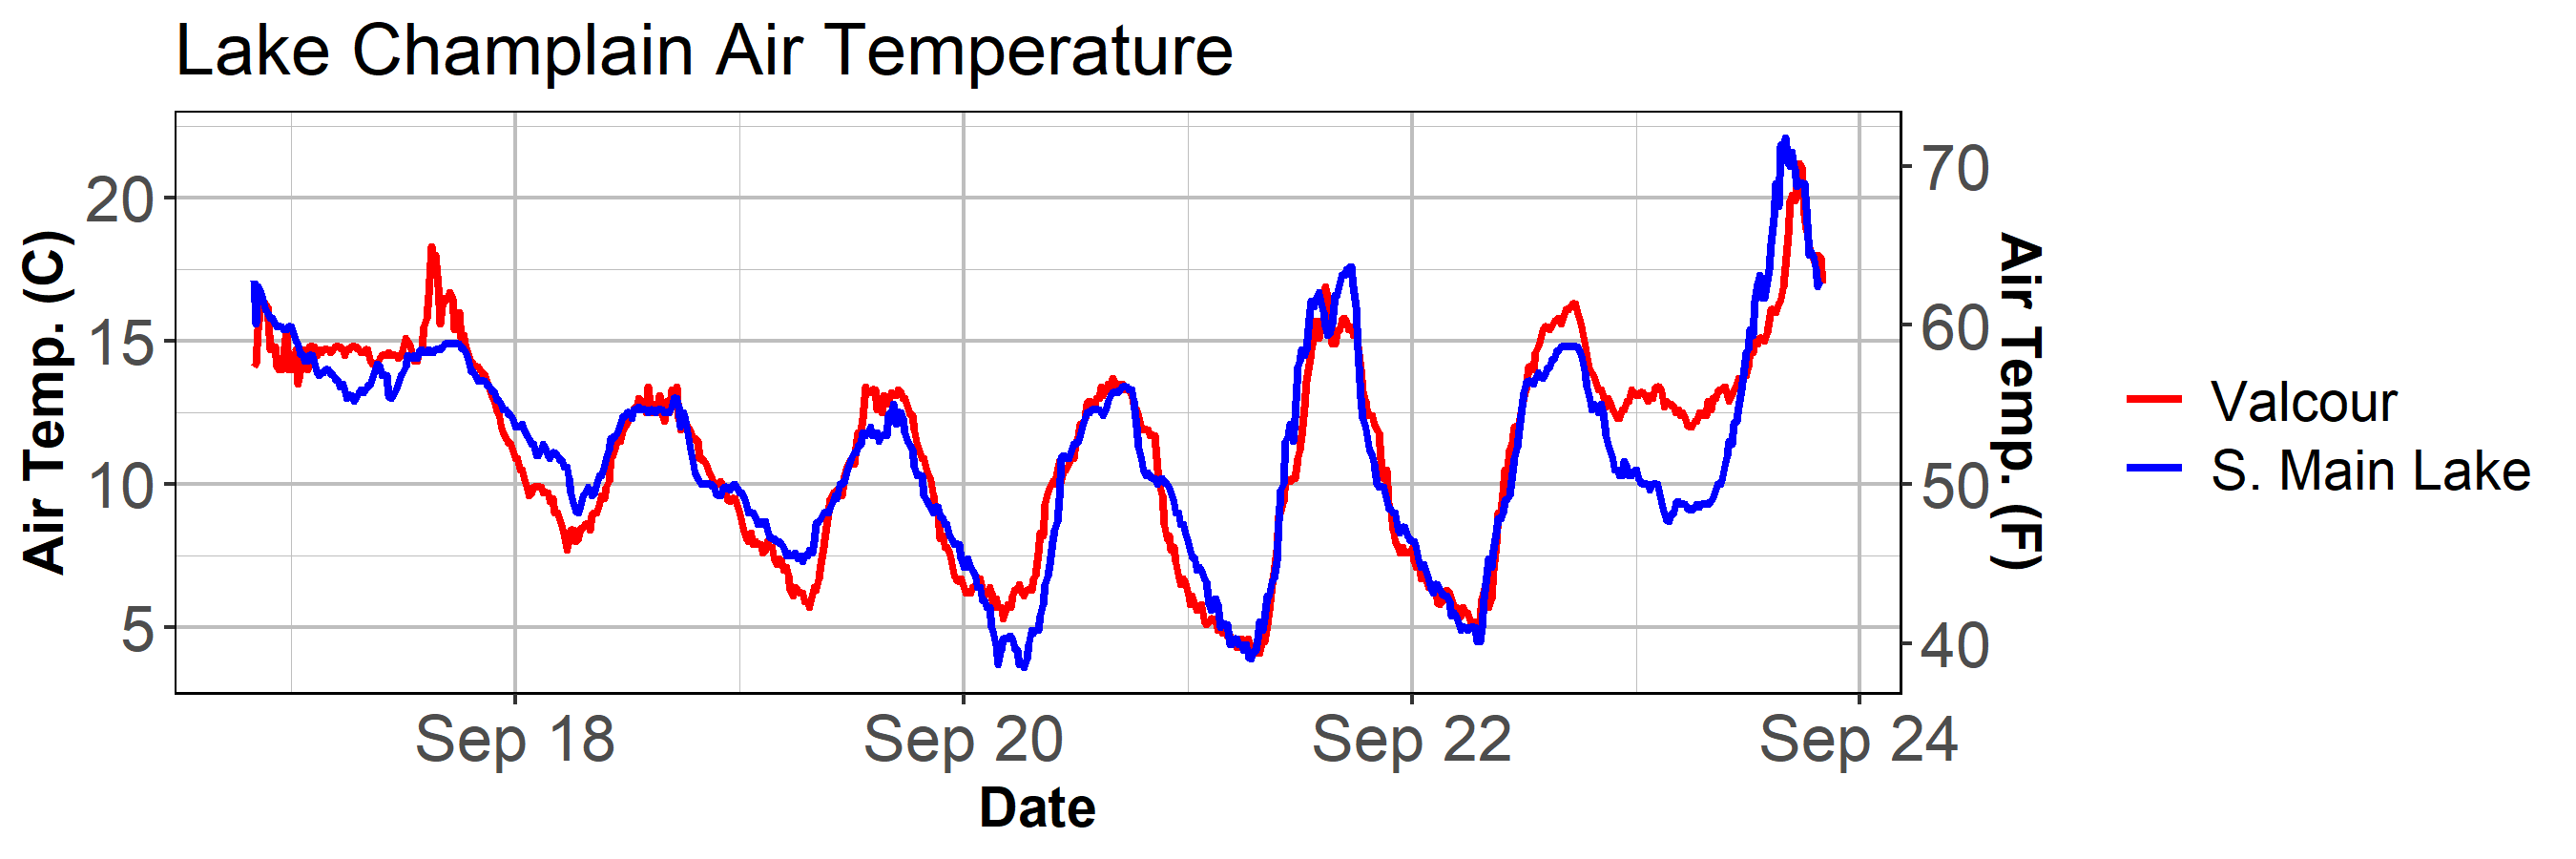 Lake Champlain Air Temperature
Air Temp. (C)
20
15
10
5
70
60
50
40
Air Temp. (F)
Sep 18
Sep 20
Sep 22
Sep 24
Date
Valcour
S. Main Lake